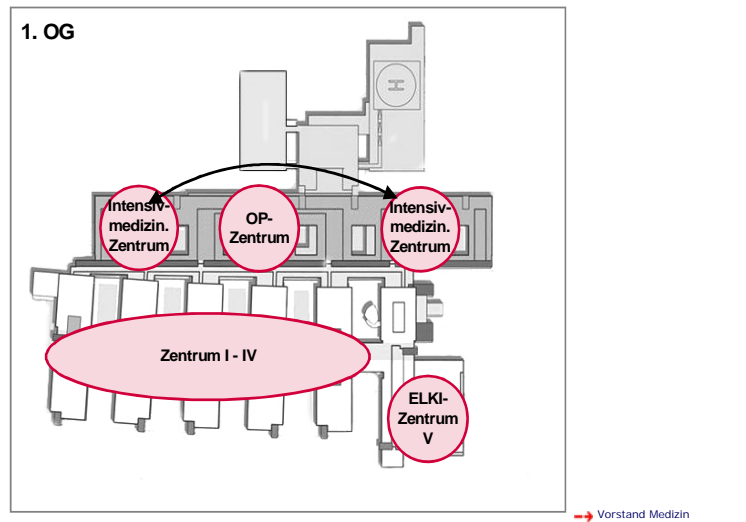 1. OG
H
Intensiv-
medizin.
Zentrum
OP-
Zentrum
Intensiv-
medizin.
Zentrum
Zentrum I - IV
ELKI-
Zentrum
V
Vorstand Medizin